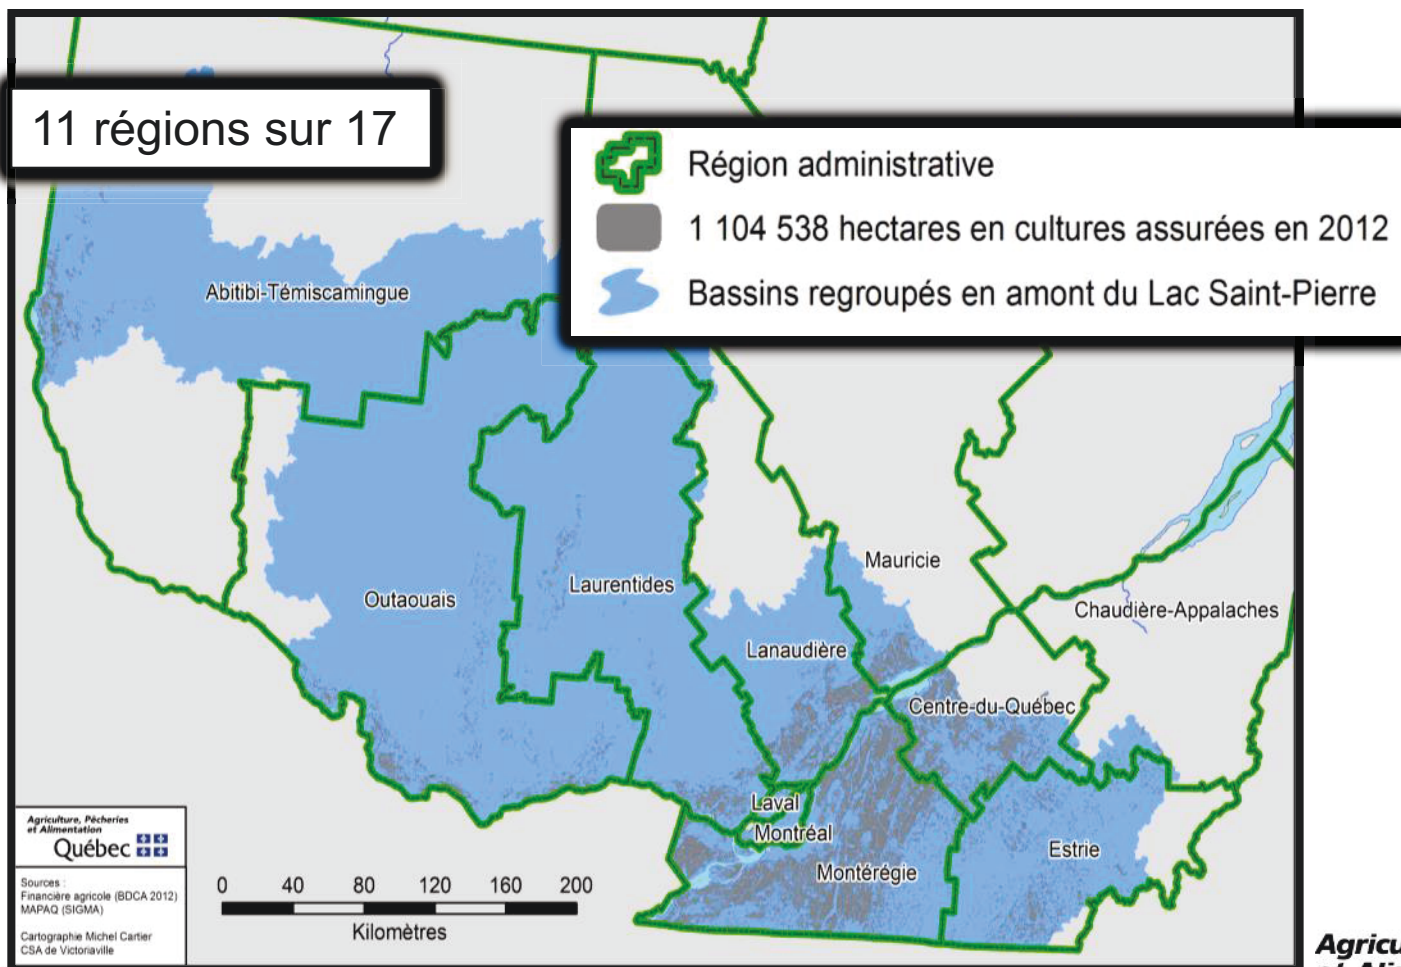 11 régions sur 17
Région administrative
1 104 538 hectares en cultures assurées en 2012
Bassins regroupés en amont du Lac Saint-Pierre
Abitibi-Témiscamingue
Mauricie
Outaouais
Laurentides
Chaudière-Appalaches
Lanaudière
Centre-du-Québec
Laval
Montréal
Montérégie
Estrie
Agriculture, Pêcheries
et Alimentation
Québec
Sources :
Financière agricole (BDCA 2012)
MAPAQ (SIGMA)
Cartographie Michel Cartier
CSA de Victoriaville
0 40 80 120 160 200
Kilomètres